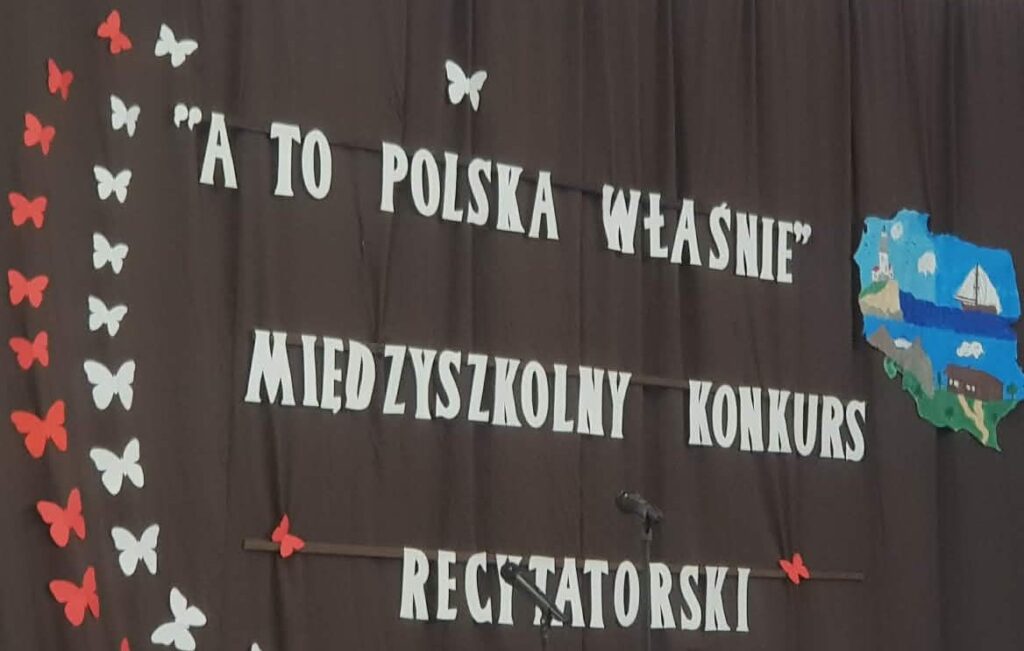 "A TO POLSKA WŁAŚNIE"
MIĘDZYSZKOLNY KONKURS
RECYTATORSKI